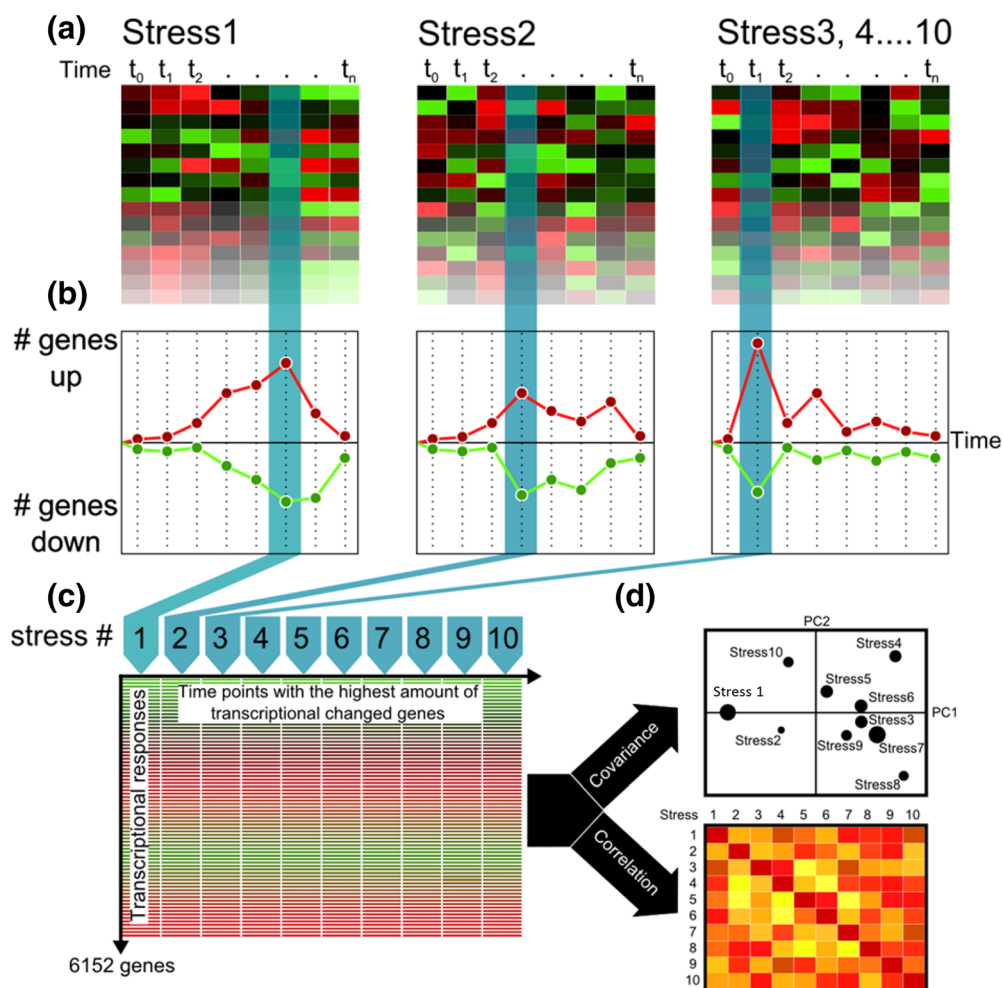 (a) Stress1 Stress2 Stress3, 4....10
Time t0 t1 t2 . . . . tn t0 t1 t2 . . . . tn t0 t1 t2 . . . . tn
(b)
# genes
up
Time
# genes
down
(c)
stress # 1 2 3 4 5 6 7 8 9 10
Time points with the highest amount of
transcriptional changed genes
Transcriptional responses
6152 genes
Covariance
Correlation
(d)
PC2
Stress10
Stress4
Stress5
Stress 1
Stress6
PC1
Stress3
Stress2
Stress9
Stress7
Stress8
Stress 1 2 3 4 5 6 7 8 9 10
1
2
3
4
5
6
7
8
9
10